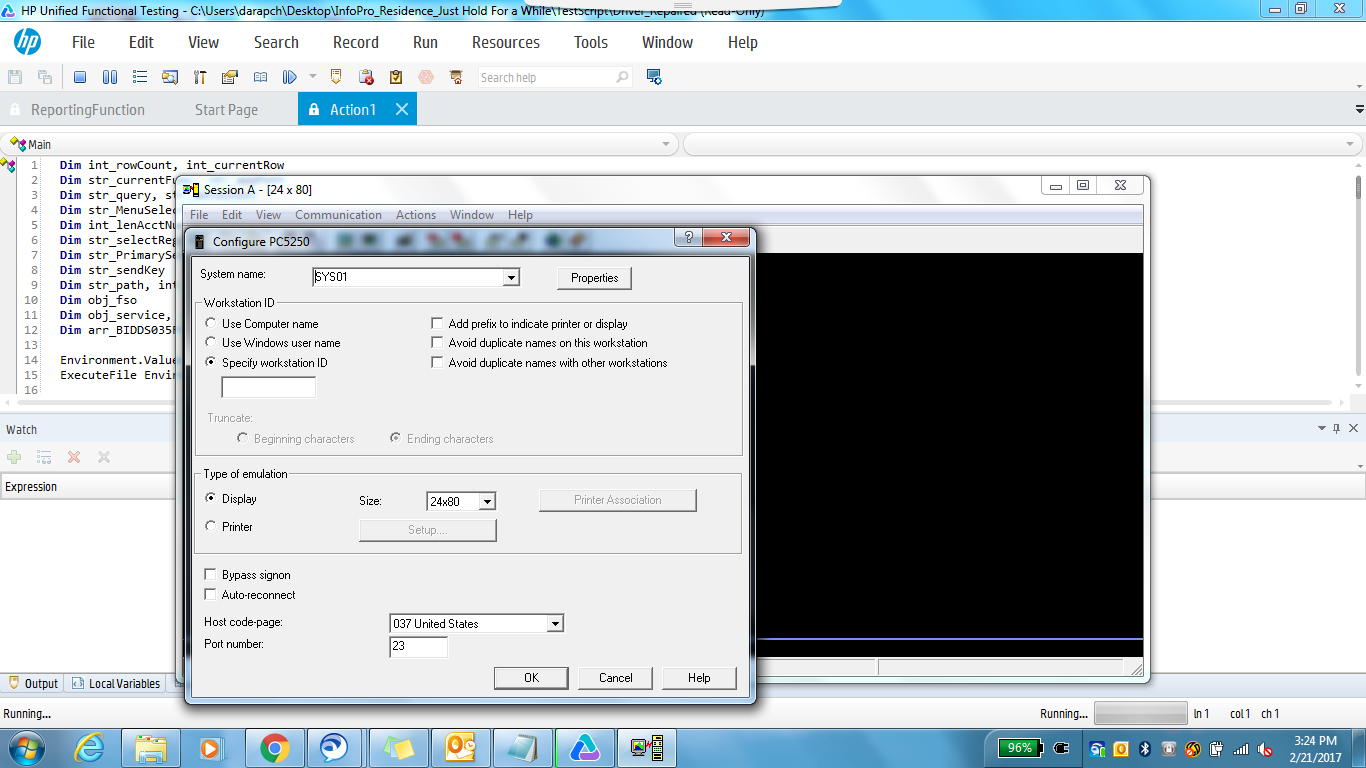 HP Unified Functional Testing - C:\Users\darapch\Desktop\InfoPro_Residence_Just Hold For a While\TestScript\Driver_Repaired (Read-Only)
hp File Edit View Search Record Run Resources Tools Window Help
Search help
ReportingFunction Start Page Action1
Main
1 Dim int_rowCount, int_currentRow
2 Dim str_currentFu
3 Dim str_query, st
4 Dim str_MenuSelec
5 Dim int_lenAcctNu
6 Dim str_selectReg
7 Dim str_PrimarySe
8 Dim str_sendKey
9 Dim str_path, int
10 Dim obj_fso
11 Dim obj_service,
12 Dim arr_BIDDS035F
13
14 Environment.Value
15 ExecuteFile Envir
16
Session A - [24 x 80]
File Edit View Communication Actions Window Help
Configure PC5250
System name: SYS01 Properties
Workstation ID
Use Computer name Add prefix to indicate printer or display
Use Windows user name Avoid duplicate names on this workstation
Specify workstation ID Avoid duplicate names with other workstations
Truncate:
Beginning characters Ending characters
Type of emulation
Display Size: 24x80 Printer Association
Printer Setup....
Bypass signon
Auto-reconnect
Host code-page: 037 United States
Port number: 23
OK Cancel Help
Watch
Expression
Output Local Variables
Running... Running... ln 1 col 1 ch 1
96% 3:24 PM
2/21/2017